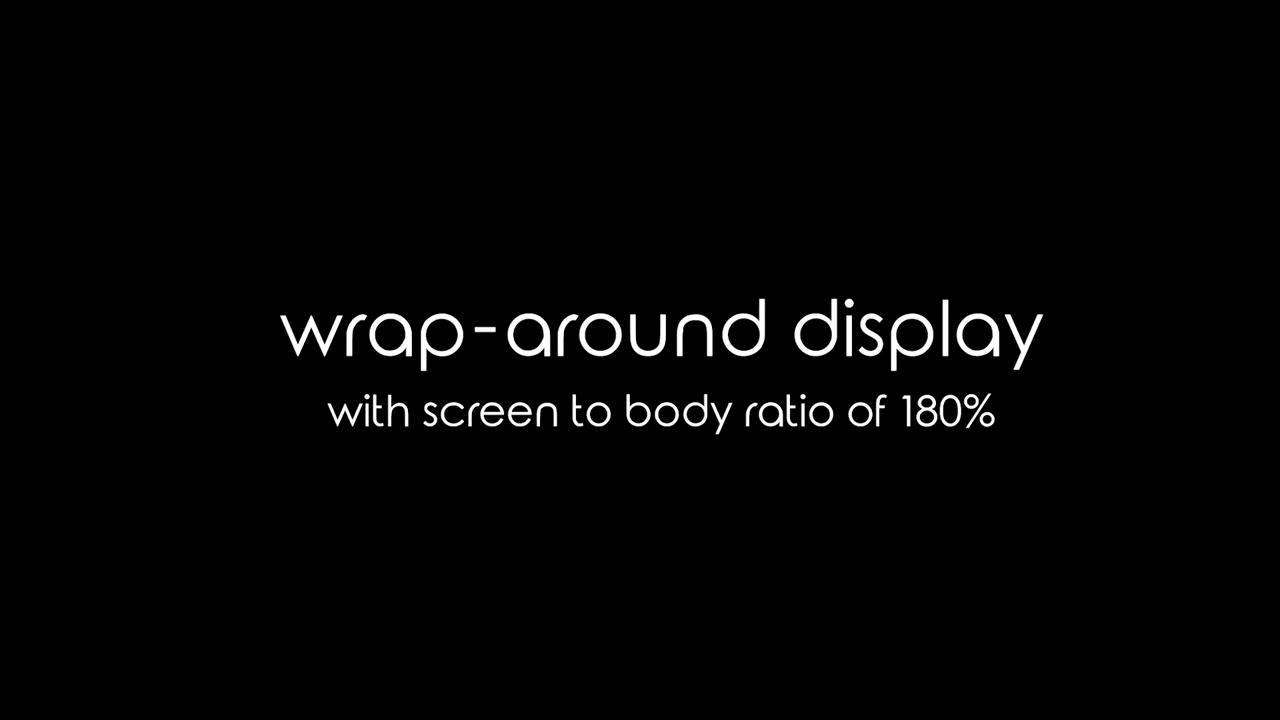 wrap-around display
with screen to body ratio of 180%